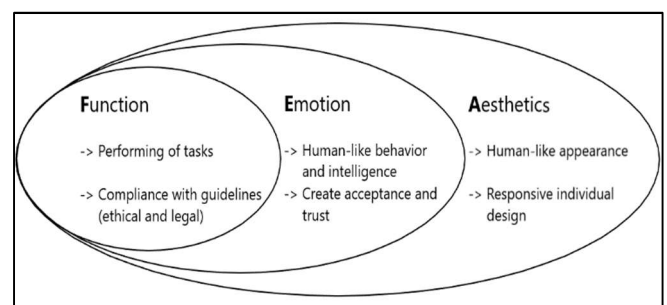 Function
-> Performing of tasks
-> Compliance with guidelines
(ethical and legal)
Emotion
-> Human-like behavior
and intelligence
-> Create acceptance and
trust
Aesthetics
-> Human-like appearance
-> Responsive individual
design